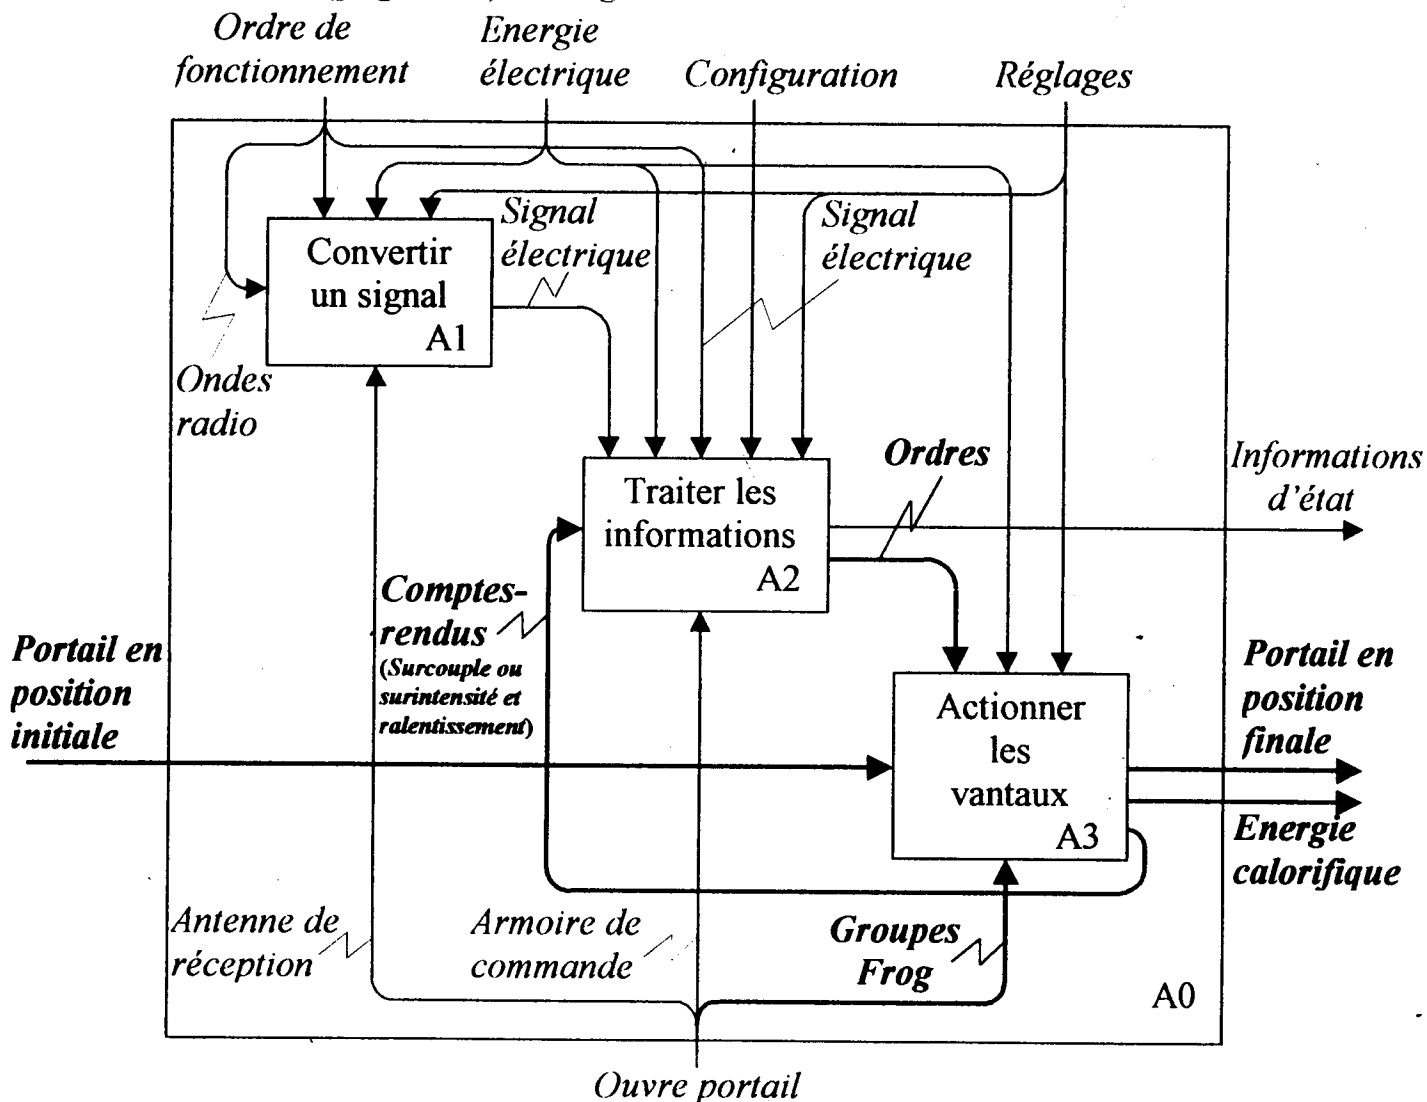 Ordre de
fonctionnement
Energie
électrique
Configuration
Réglages
Signal
électrique
Signal
électrique
Convertir
un signal
A1
Ondes
radio
Ordres
Informations
d'état
Traiter les
informations
A2
Comptes-
rendus
(Surcouple ou
surintensité et
ralentissement)
Portail en
position
initiale
Actionner
les
vantaux
A3
Portail en
position
finale
Energie
calorifique
Antenne de
réception
Armoire de
commande
Groupes
Frog
A0
Ouvre portail